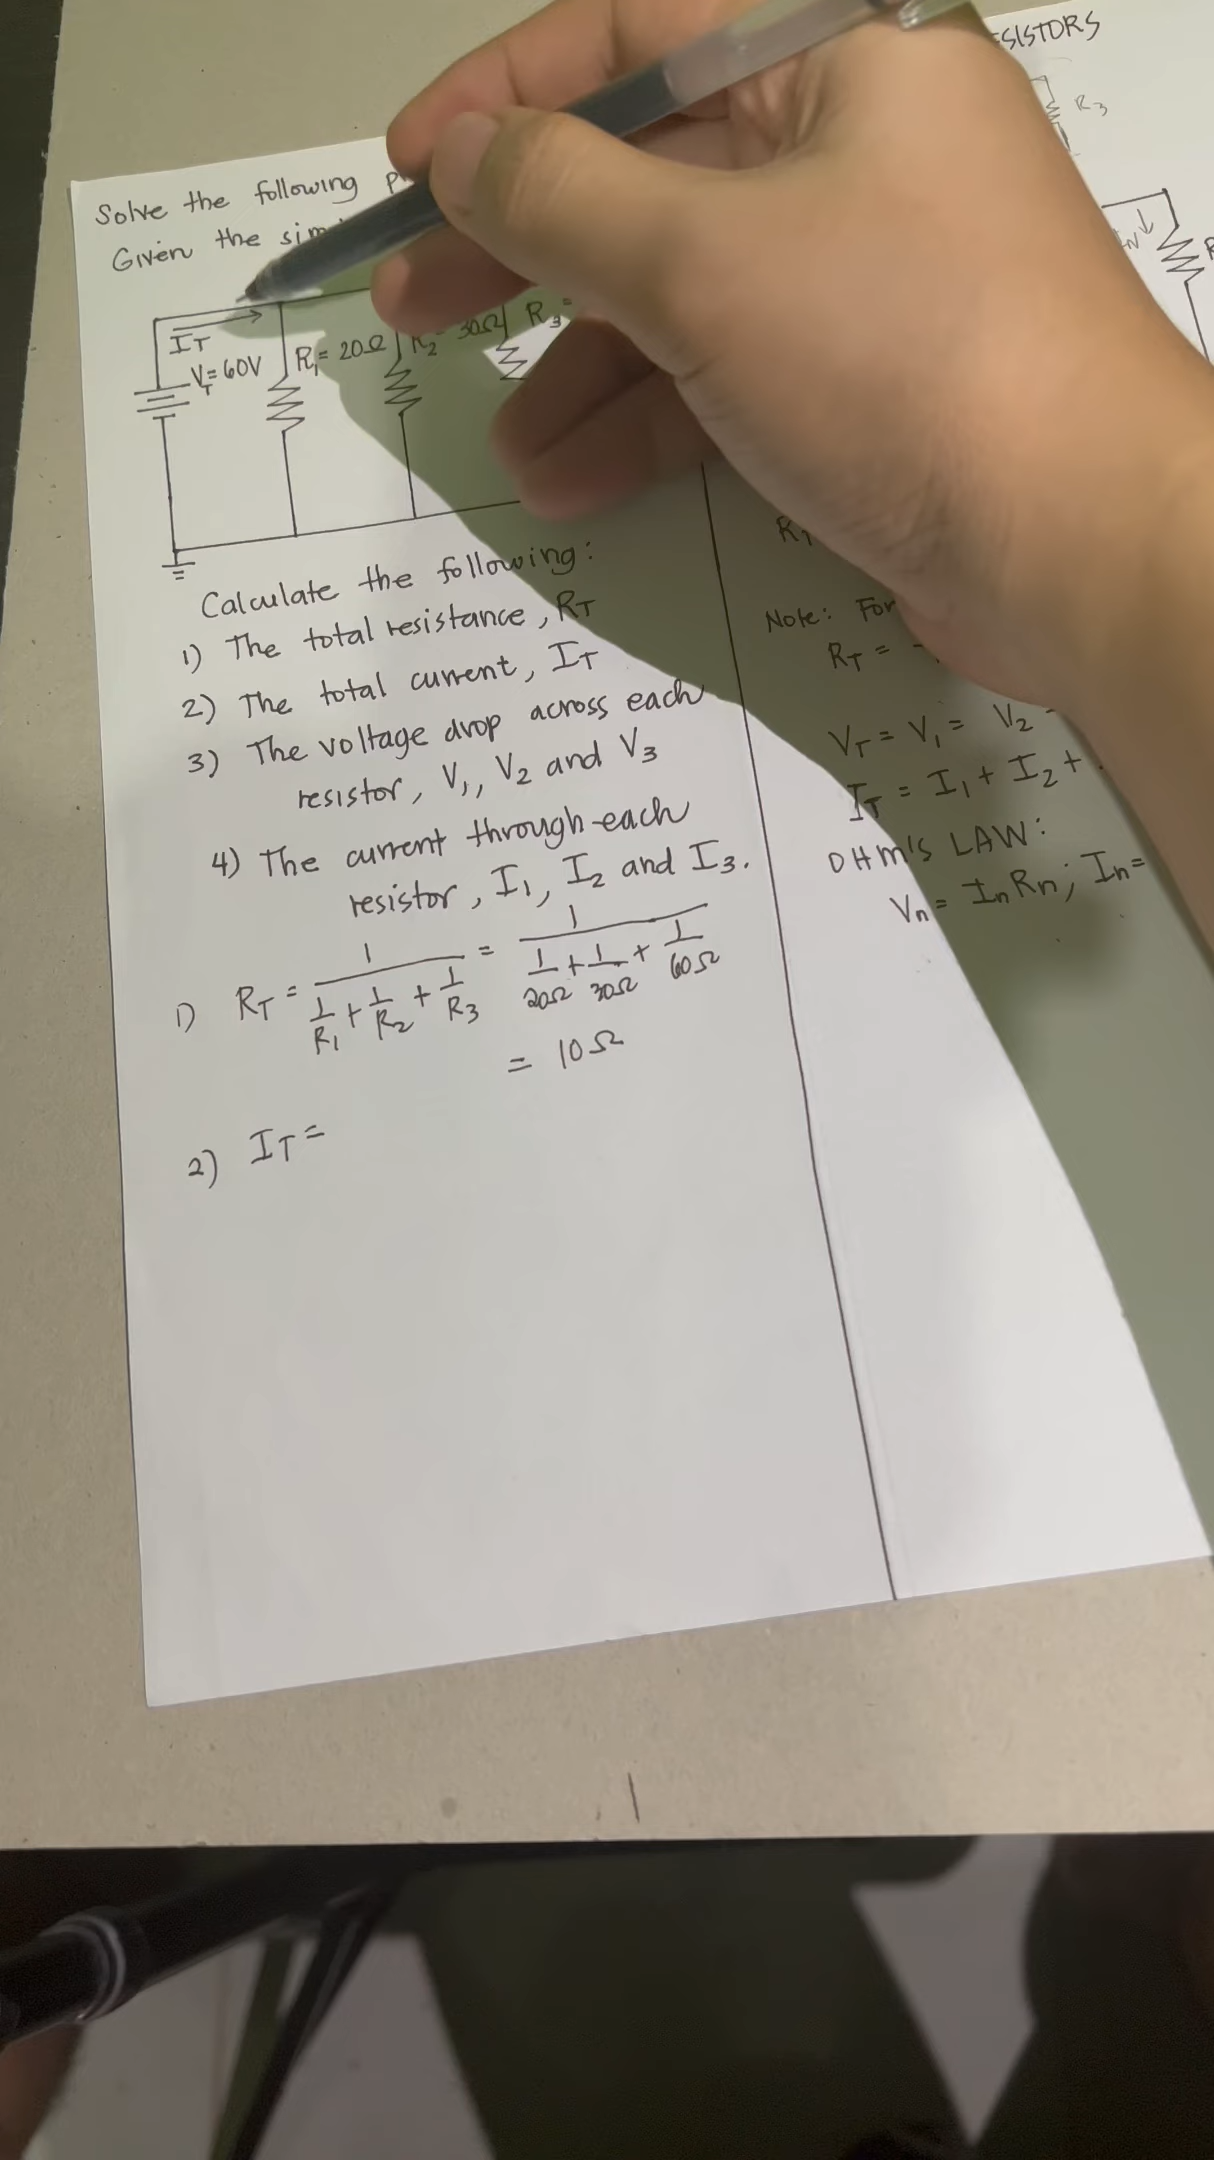 Solve the following
Given the
IT
VT=60V
R1= 20Ω
R2 30Ω
R3=
Calculate the following:
1) The total resistance, RT
2) The total current, IT
3) The voltage drop across each
resistor, V1, V2 and V3
4) The current through each
resistor, I1, I2 and I3.
1) RT = 1/(1/R1 + 1/R2 + 1/R3) = 1/(1/20Ω + 1/30Ω + 1/60Ω)
= 10Ω
2) IT =
R3
Note: For
RT =
VT = V1 = V2
IT = I1 + I2 +
OHM'S LAW:
Vn = InRn; In=